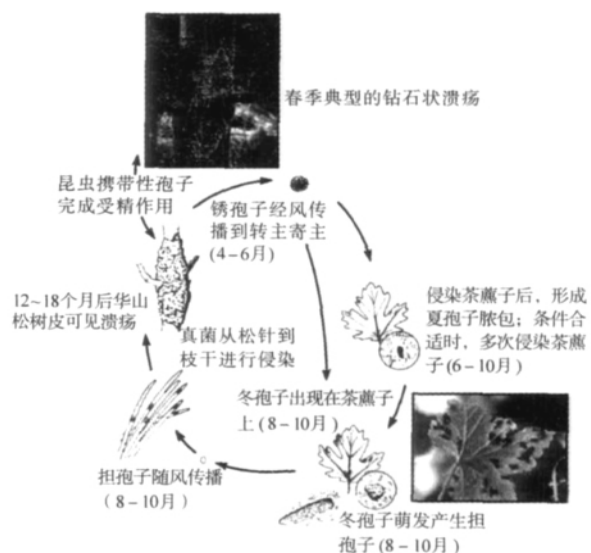 春季典型的钻石状溃疡
昆虫携带性孢子
完成受精作用
锈孢子经风传
播到转主寄主
(4-6月)
12~18个月后华山
松树皮可见溃疡
侵染茶藨子后，形成
夏孢子脓包；条件合
适时，多次侵染茶藨
子(6-10月)
真菌从松针到
枝干进行侵染
冬孢子出现在茶藨子
上(8-10月)
担孢子随风传播
(8-10月)
冬孢子萌发产生担
孢子(8-10月)